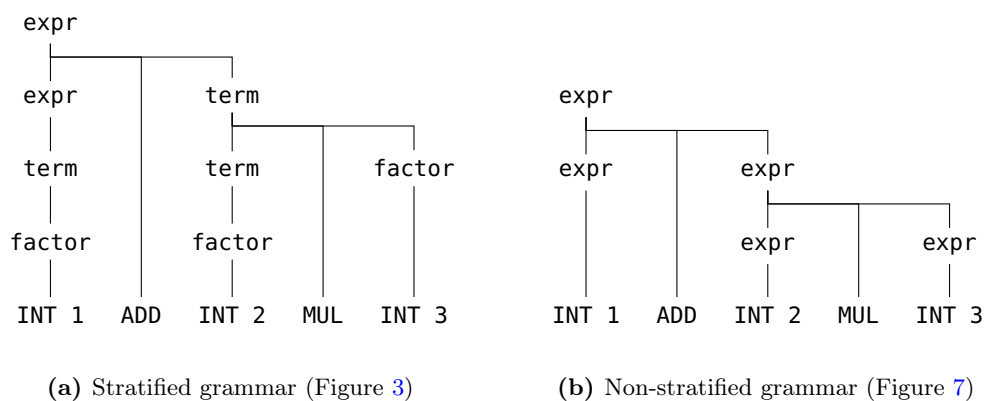 expr
expr term
term term factor
factor factor
INT 1 ADD INT 2 MUL INT 3
(a) Stratified grammar (Figure 3)
expr
expr expr
expr expr
INT 1 ADD INT 2 MUL INT 3
(b) Non-stratified grammar (Figure 7)